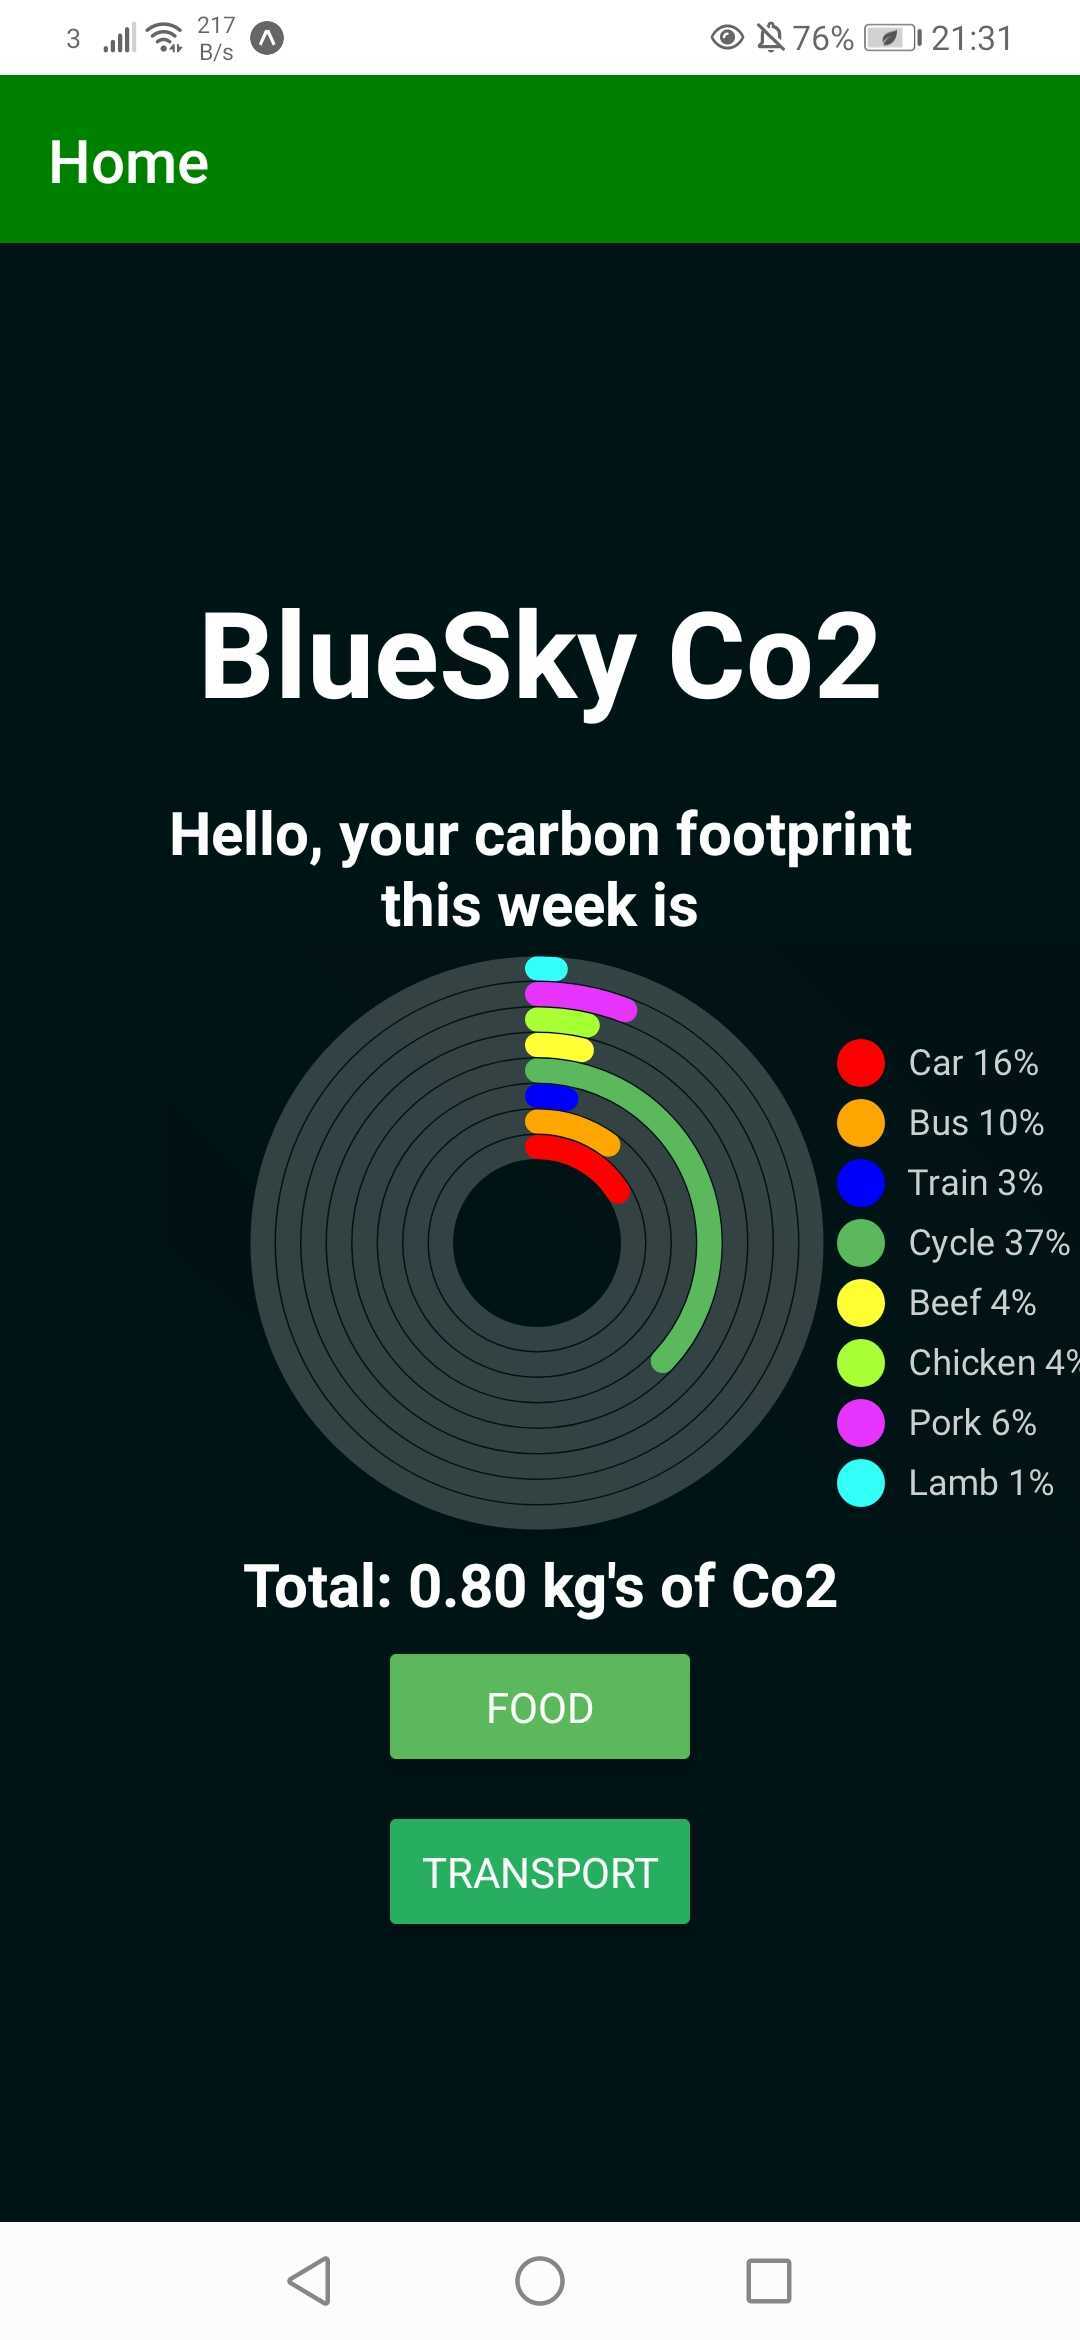 3 217 B/s 76% 21:31
Home
BlueSky Co2
Hello, your carbon footprint
this week is
Car 16%
Bus 10%
Train 3%
Cycle 37%
Beef 4%
Chicken 4%
Pork 6%
Lamb 1%
Total: 0.80 kg's of Co2
FOOD
TRANSPORT